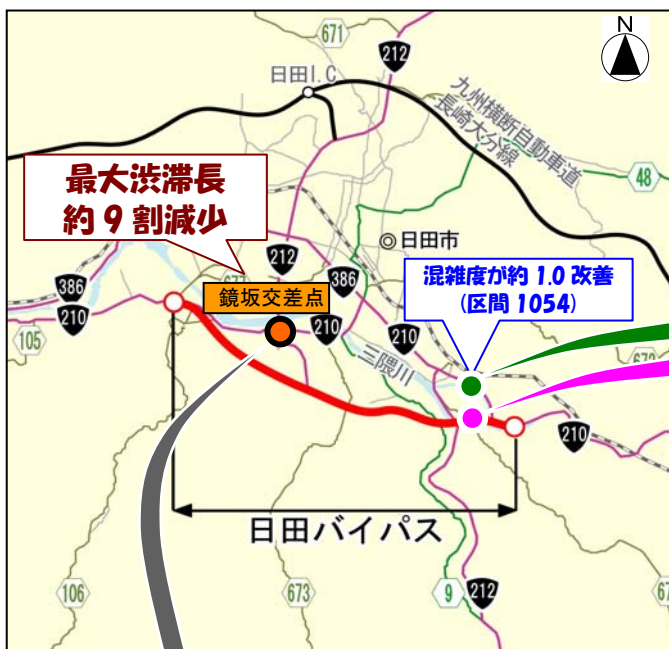 N
671
212
日田I.C
九州横断自動車道
長崎大分線
48
最大渋滞長
約9割減少
日田市
212
386
677
386
混雑度が約1.0改善
(区間1054)
鏡坂交差点
210
105
210
210
三隈川
672
210
日田バイパス
106
673
9
212